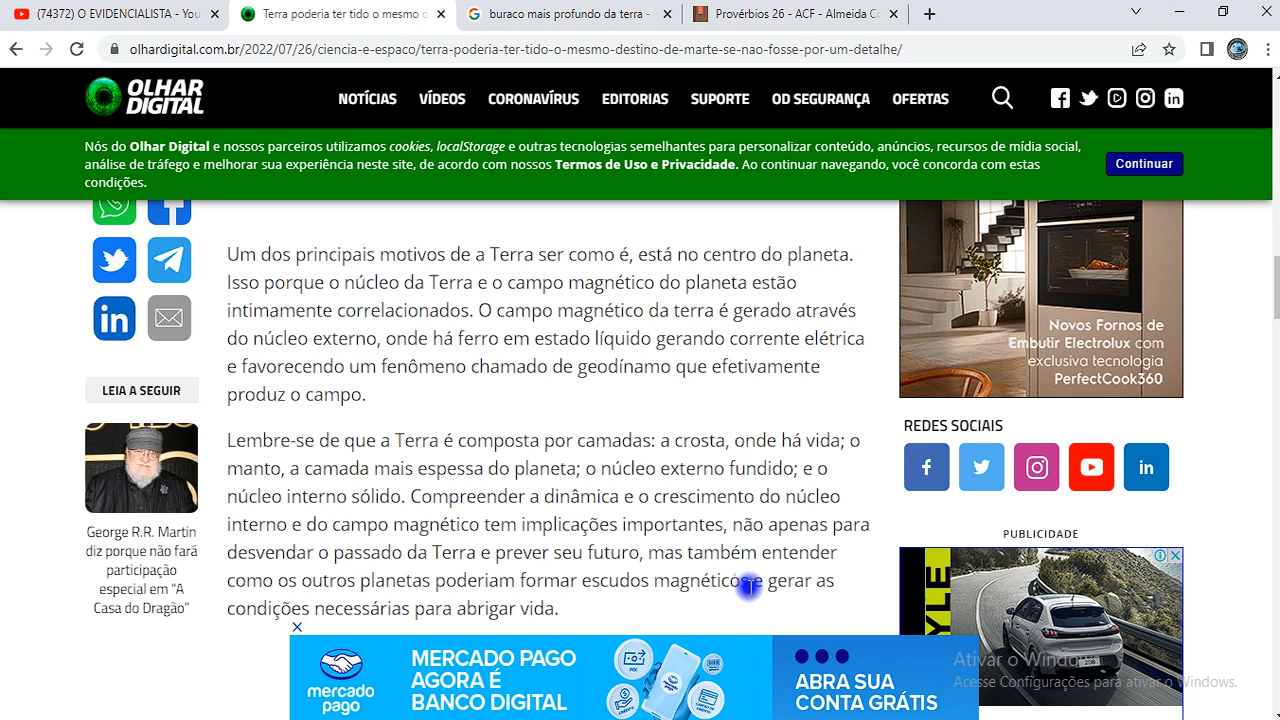 (74372) O EVIDENCIALISTA - You
Terra poderia ter tido o mesmo d
buraco mais profundo da terra -
Provérbios 26 - ACF - Almeida Co
olhardigital.com.br/2022/07/26/ciencia-e-espaco/terra-poderia-ter-tido-o-mesmo-destino-de-marte-se-nao-fosse-por-um-detalhe/
OLHAR
DIGITAL
NOTÍCIAS
VÍDEOS
CORONAVÍRUS
EDITORIAS
SUPORTE
OD SEGURANÇA
OFERTAS
Nós do Olhar Digital e nossos parceiros utilizamos cookies, localStorage e outras tecnologias semelhantes para personalizar conteúdo, anúncios, recursos de mídia social,
análise de tráfego e melhorar sua experiência neste site, de acordo com nossos Termos de Uso e Privacidade. Ao continuar navegando, você concorda com estas
condições.
Continuar
Um dos principais motivos de a Terra ser como é, está no centro do planeta.
Isso porque o núcleo da Terra e o campo magnético do planeta estão
intimamente correlacionados. O campo magnético da terra é gerado através
do núcleo externo, onde há ferro em estado líquido gerando corrente elétrica
e favorecendo um fenômeno chamado de geodínamo que efetivamente
produz o campo.
Lembre-se de que a Terra é composta por camadas: a crosta, onde há vida; o
manto, a camada mais espessa do planeta; o núcleo externo fundido; e o
núcleo interno sólido. Compreender a dinâmica e o crescimento do núcleo
interno e do campo magnético tem implicações importantes, não apenas para
desvendar o passado da Terra e prever seu futuro, mas também entender
como os outros planetas poderiam formar escudos magnéticos e gerar as
condições necessárias para abrigar vida.
LEIA A SEGUIR
George R.R. Martin
diz porque não fará
participação
especial em “A
Casa do Dragão”
Novos Fornos de
Embutir Electrolux com
exclusiva tecnologia
PerfectCook360
REDES SOCIAIS
PUBLICIDADE
YLE
mercado
pago
MERCADO PAGO
AGORA É
BANCO DIGITAL
PIX
ABRA SUA
CONTA GRÁTIS
Ativar o Windows
Acesse Configurações para ativar o Windows.